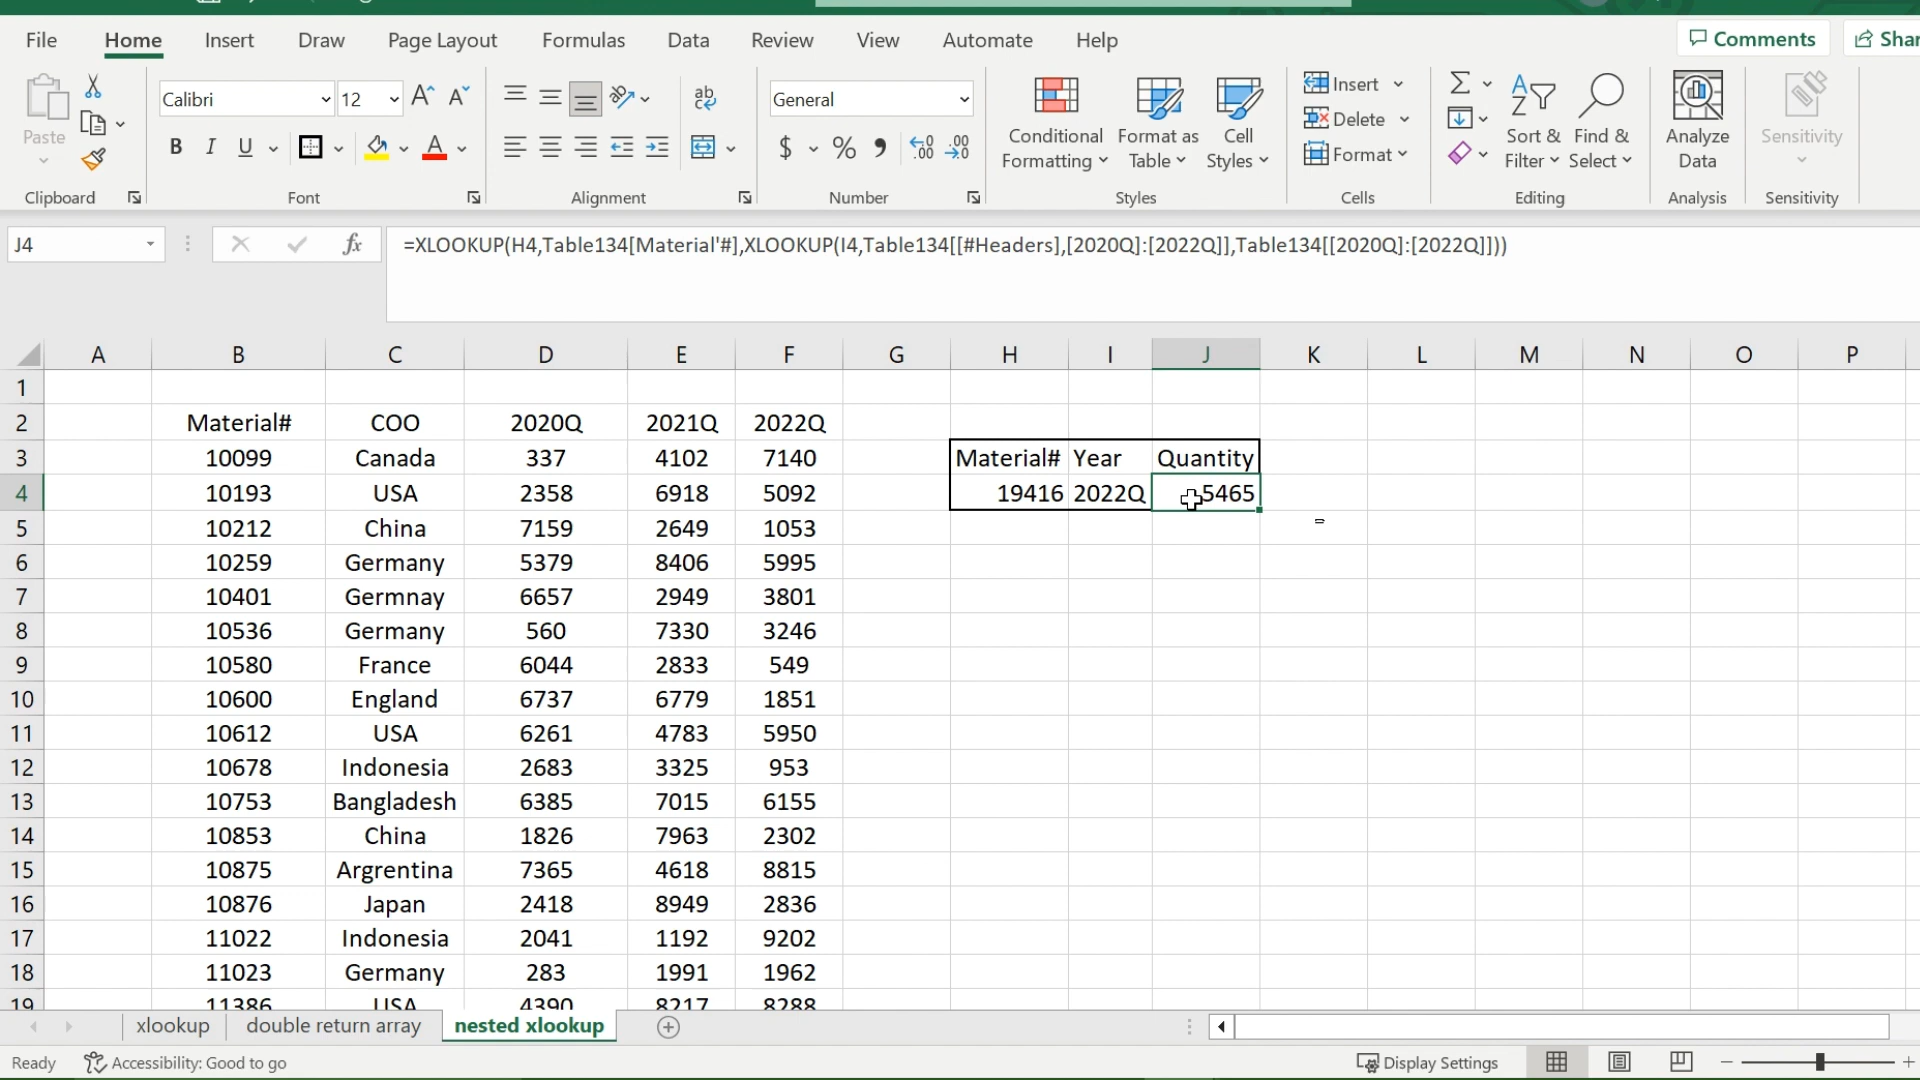 File Home Insert Draw Page Layout Formulas Data Review View Automate Help Comments Shar
Paste
Calibri 12
B I U
ab
General
$ % 9 .00 .00
Conditional Formatting
Format as Table
Cell Styles
Insert
Delete
Format
Sort & Filter
Find & Select
Analyze Data
Sensitivity
Clipboard Font Alignment Number Styles Cells Editing Analysis Sensitivity
J4 fx =XLOOKUP(H4,Table134[Material'#],XLOOKUP(I4,Table134[[#Headers],[2020Q]:[2022Q]],Table134[[2020Q]:[2022Q]]))
A B C D E F G H I J K L M N O P
1
2 Material# COO 2020Q 2021Q 2022Q
3 10099 Canada 337 4102 7140 Material# Year Quantity
4 10193 USA 2358 6918 5092 19416 2022Q 5465
5 10212 China 7159 2649 1053
6 10259 Germany 5379 8406 5995
7 10401 Germnay 6657 2949 3801
8 10536 Germany 560 7330 3246
9 10580 France 6044 2833 549
10 10600 England 6737 6779 1851
11 10612 USA 6261 4783 5950
12 10678 Indonesia 2683 3325 953
13 10753 Bangladesh 6385 7015 6155
14 10853 China 1826 7963 2302
15 10875 Argrentina 7365 4618 8815
16 10876 Japan 2418 8949 2836
17 11022 Indonesia 2041 1192 9202
18 11023 Germany 283 1991 1962
19 11386 USA 4390 8217 8288
xlookup double return array nested xlookup
Ready Accessibility: Good to go Display Settings